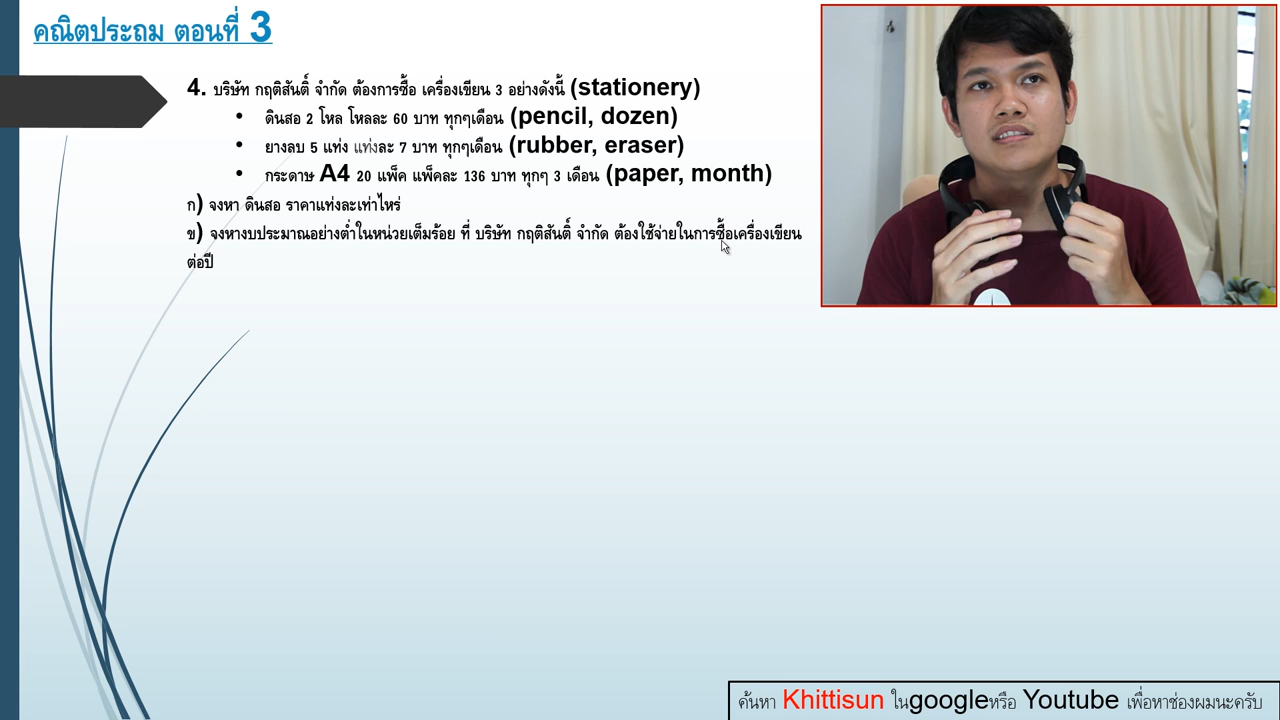 คณิตประถม ตอนที่ 3
4. บริษัท กฤติสันติ์ จำกัด ต้องการซื้อ เครื่องเขียน 3 อย่างดังนี้ (stationery)
• ดินสอ 2 โหล โหลละ 60 บาท ทุกๆเดือน (pencil, dozen)
• ยางลบ 5 แท่ง แท่งละ 7 บาท ทุกๆเดือน (rubber, eraser)
• กระดาษ A4 20 แพ็ค แพ็คละ 136 บาท ทุกๆ 3 เดือน (paper, month)
ก) จงหา ดินสอ ราคาแท่งละเท่าไหร่
ข) จงหางบประมาณอย่างต่ำในหน่วยเต็มร้อย ที่ บริษัท กฤติสันติ์ จำกัด ต้องใช้จ่ายในการซื้อเครื่องเขียน
ต่อปี
ค้นหา Khittisun ในgoogleหรือ Youtube เพื่อหาช่องผมนะครับ